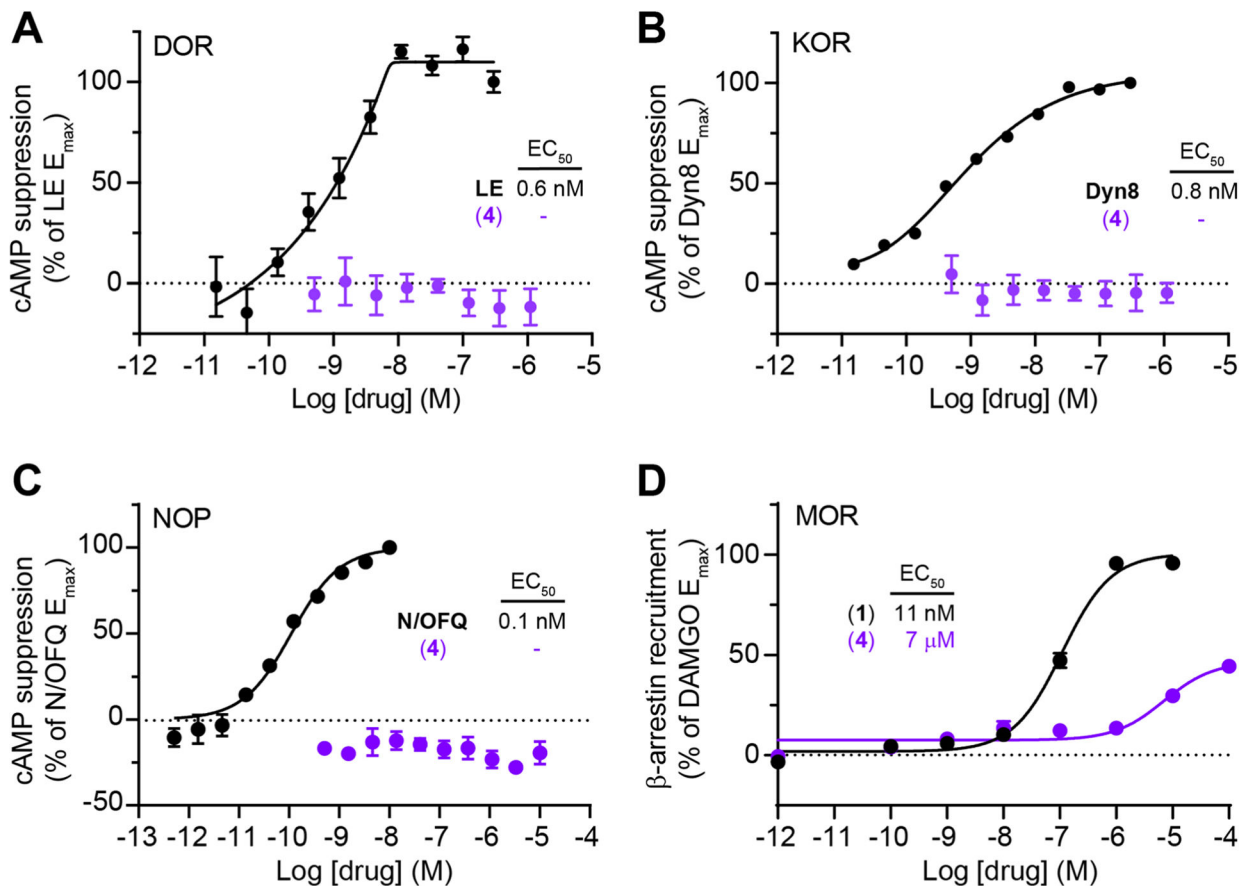 A
DOR
cAMP suppression
(% of LE Emax)
100
50
0
EC50
LE 0.6 nM
(4) -
-12 -11 -10 -9 -8 -7 -6 -5
Log [drug] (M)
B
KOR
cAMP suppression
(% of Dyn8 Emax)
100
50
0
EC50
Dyn8 0.8 nM
(4) -
-12 -11 -10 -9 -8 -7 -6 -5
Log [drug] (M)
C
NOP
cAMP suppression
(% of N/OFQ Emax)
100
50
0
-50
EC50
N/OFQ 0.1 nM
(4) -
-13 -12 -11 -10 -9 -8 -7 -6 -5 -4
Log [drug] (M)
D
MOR
β-arrestin recruitment
(% of DAMGO Emax)
100
50
0
EC50
(1) 11 nM
(4) 7 μM
-12 -11 -10 -9 -8 -7 -6 -5 -4
Log [drug] (M)